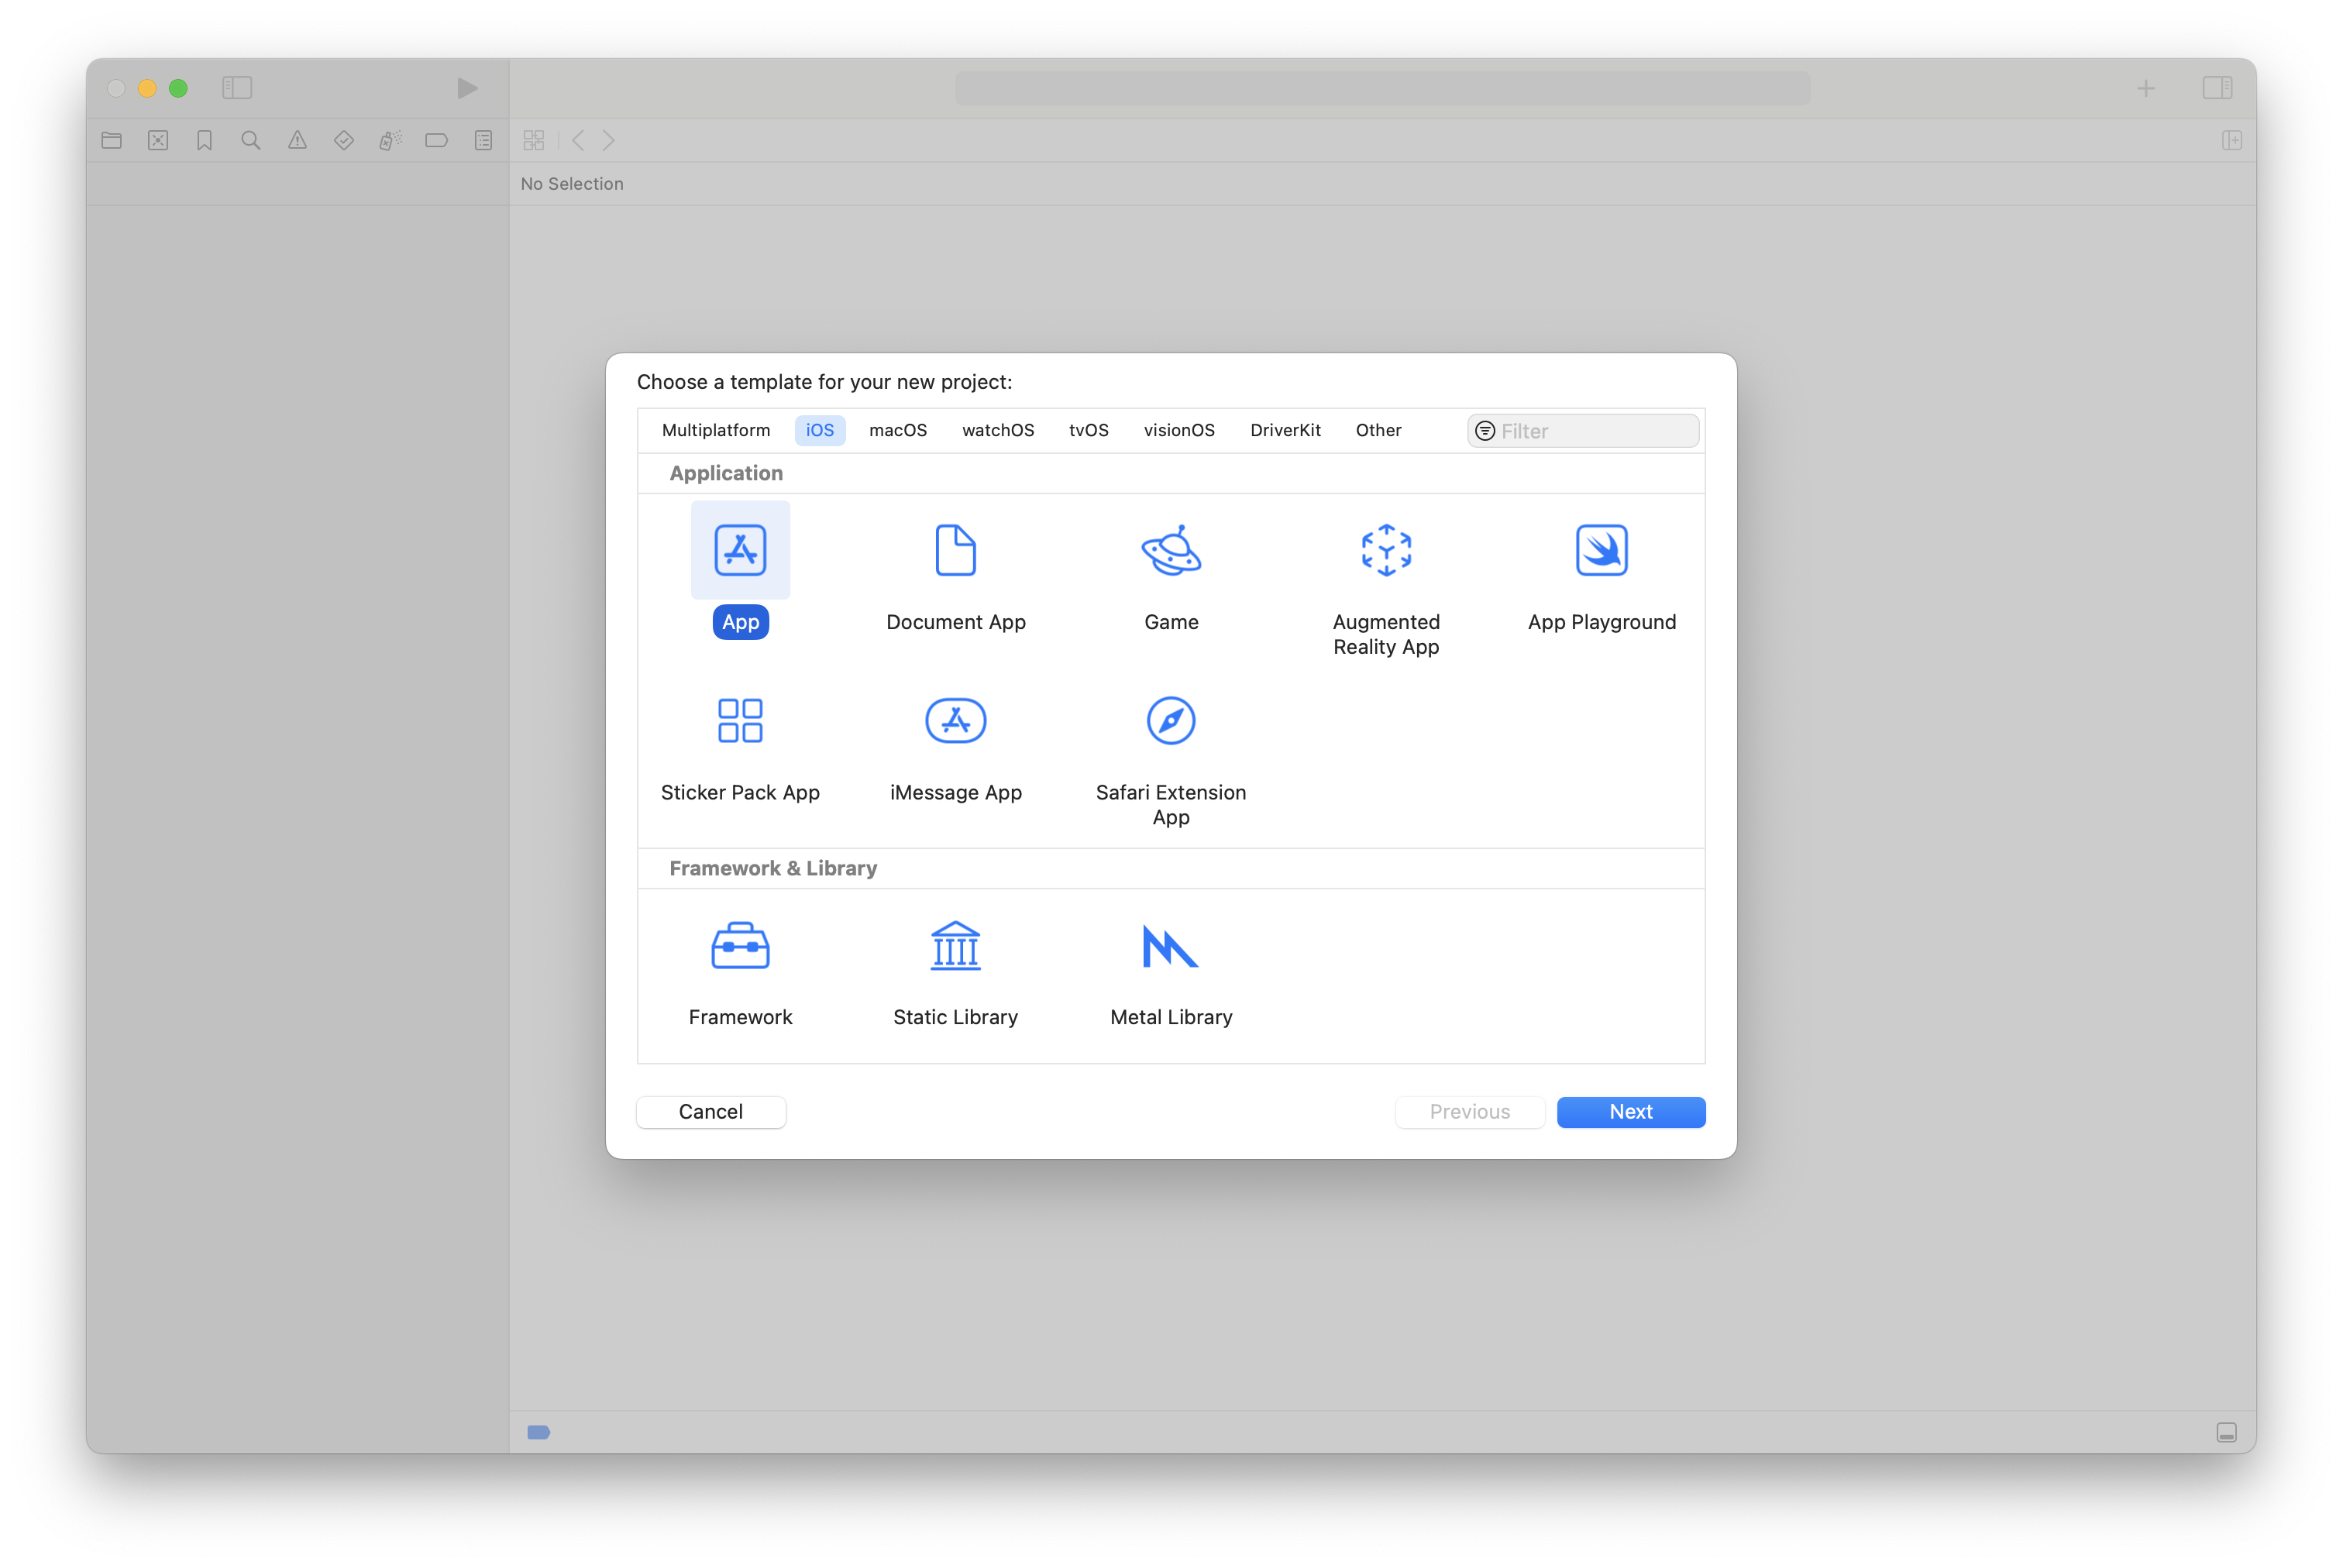 No Selection
Choose a template for your new project:
Multiplatform iOS macOS watchOS tvOS visionOS DriverKit Other Filter
Application
App Document App Game Augmented Reality App App Playground
Sticker Pack App iMessage App Safari Extension App
Framework & Library
Framework Static Library Metal Library
Cancel Previous Next